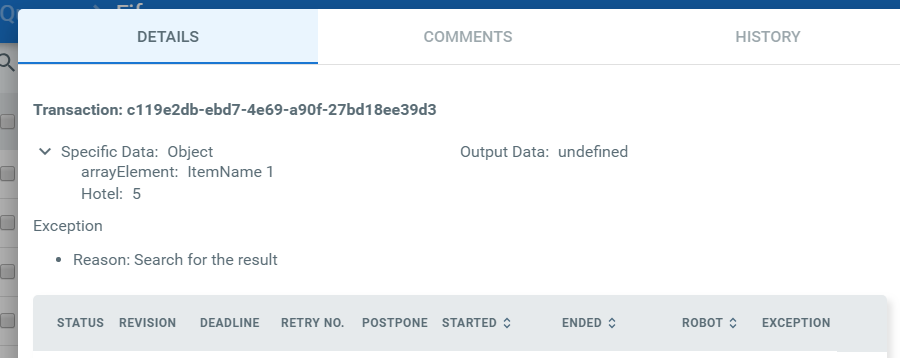 DETAILS COMMENTS HISTORY
Transaction: c119e2db-ebd7-4e69-a90f-27bd18ee39d3
Specific Data: Object Output Data: undefined
arrayElement: ItemName 1
Hotel: 5
Exception
• Reason: Search for the result
STATUS REVISION DEADLINE RETRY NO. POSTPONE STARTED ENDED ROBOT EXCEPTION